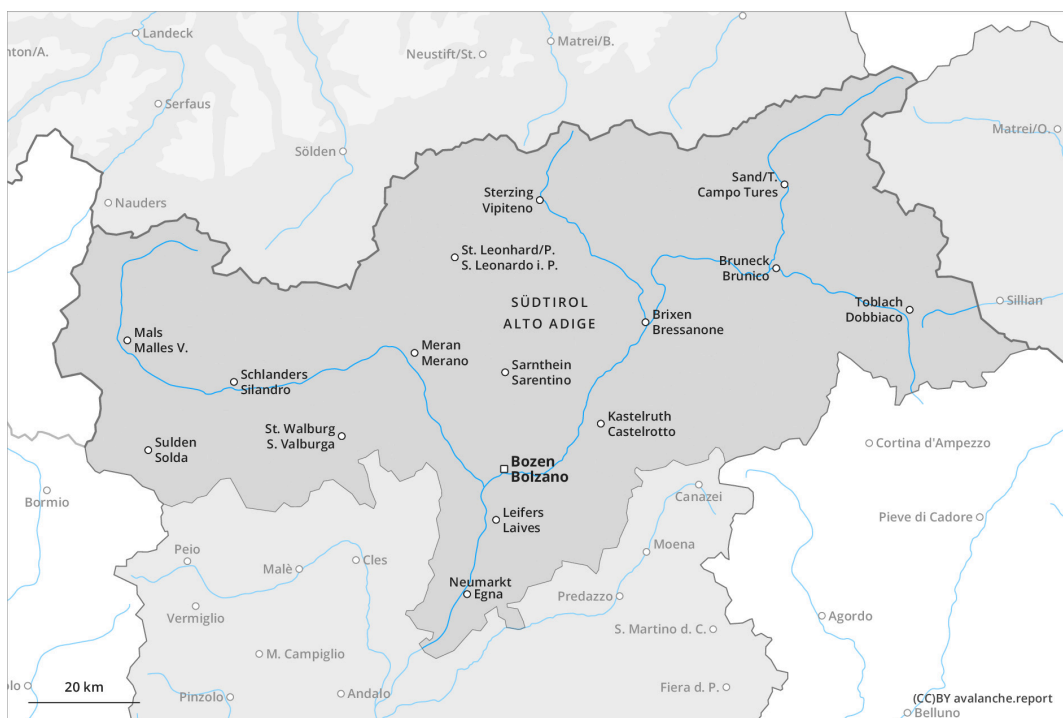 Landeck
nton/A.
Neustift/St.
Matrei/B.
Serfaus
Matrei/O.
Sölden
Sand/T.
Campo Tures
Sterzing
Vipiteno
Nauders
St. Leonhard/P.
S. Leonardo i. P.
Bruneck
Brunico
SÜDTIROL
ALTO ADIGE
Toblach
Dobbiaco
Sillian
Brixen
Bressanone
Mals
Malles V.
Meran
Merano
Sarnthein
Sarentino
Schlanders
Silandro
Kastelruth
Castelrotto
St. Walburg
S. Valburga
Sulden
Solda
Cortina d'Ampezzo
Bozen
Bolzano
Bormio
Canazei
Leifers
Laives
Pieve di Cadore
Peio
Malè
Cles
Moena
Neumarkt
Egna
Predazzo
Vermiglio
Agordo
S. Martino d. C.
M. Campiglio
olo
20 km
Pinzolo
Andalo
Fiera d. P.
(CC)BY avalanche.report
Belluno